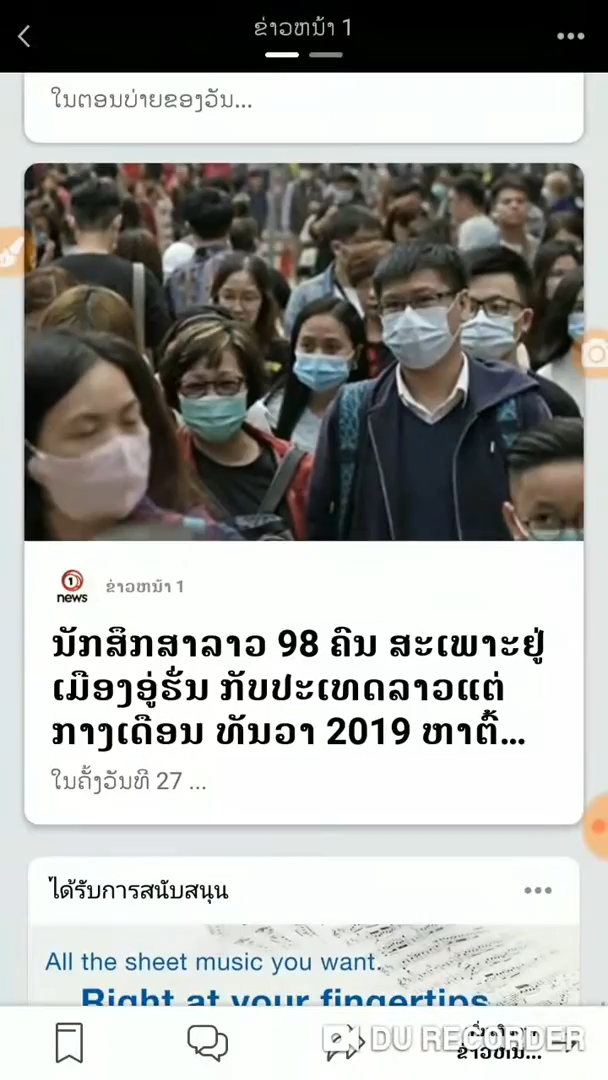 ຂ່າວຫນ້າ 1
ໃນຕອນບ່າຍຂອງວັນ...
1
news
ຂ່າວຫນ້າ 1
ນັກສຶກສາລາວ 98 ຄົນ ສະເພາະຢູ່
ເມືອງອູ່ຮັ່ນ ກັບປະເທດລາວແຕ່
ກາງເດືອນ ທັນວາ 2019 ຫາຕົ້...
ໃນຄັ້ງວັນທີ 27 ...
ได้รับการสนับสนุน
All the sheet music you want.
Right at your fingertips
DU RECORDER